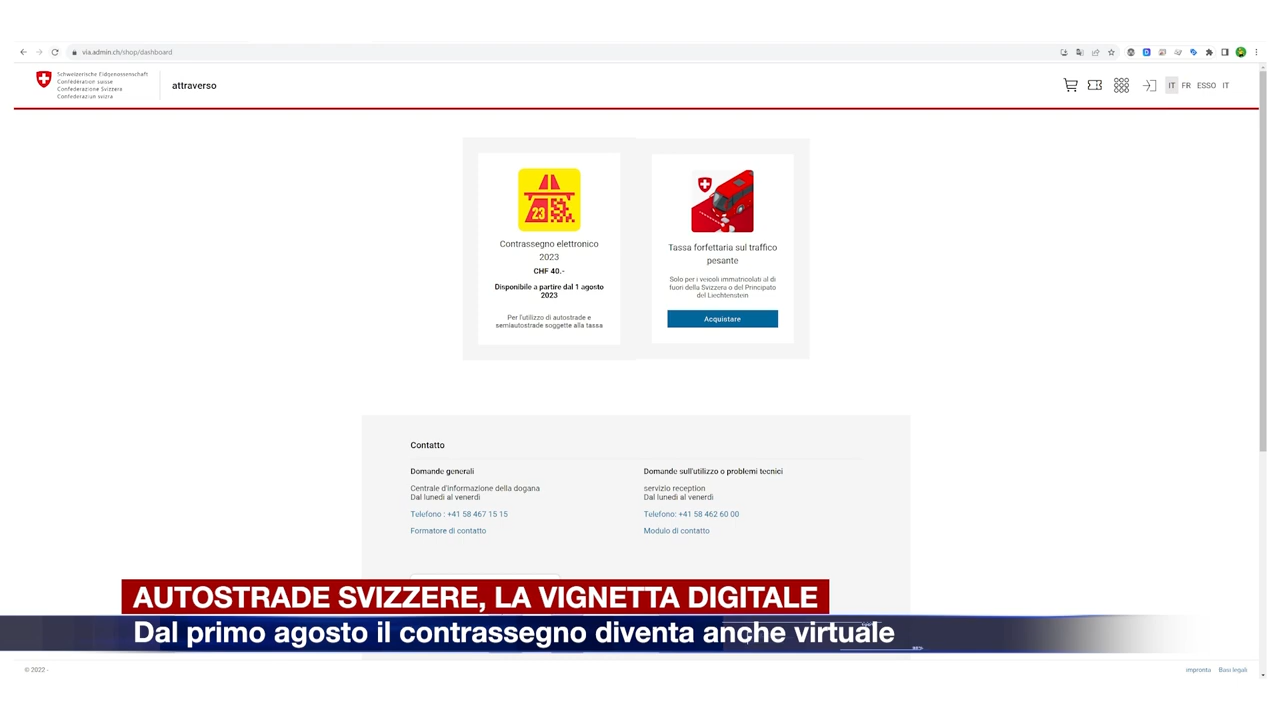 via.admin.ch/shop/dashboard
Schweizerische Eidgenossenschaft
Confédération suisse
Confederazione Svizzera
Confederaziun svizra
attraverso
IT FR ESSO IT
23
Contrassegno elettronico
2023
CHF 40.-
Disponibile a partire dal 1 agosto
2023
Per l'utilizzo di autostrade e
semiautostrade soggette alla tassa
Tassa forfettaria sul traffico
pesante
Solo per i veicoli immatricolati al di
fuori della Svizzera o del Principato
del Liechtenstein
Acquistare
Contatto
Domande generali
Centrale d'informazione della dogana
Dal lunedì al venerdì
Telefono : +41 58 467 15 15
Formatore di contatto
Domande sull'utilizzo o problemi tecnici
servizio reception
Dal lunedì al venerdì
Telefono: +41 58 462 60 00
Modulo di contatto
AUTOSTRADE SVIZZERE, LA VIGNETTA DIGITALE
Dal primo agosto il contrassegno diventa anche virtuale
© 2022 -
impronta Basi legali